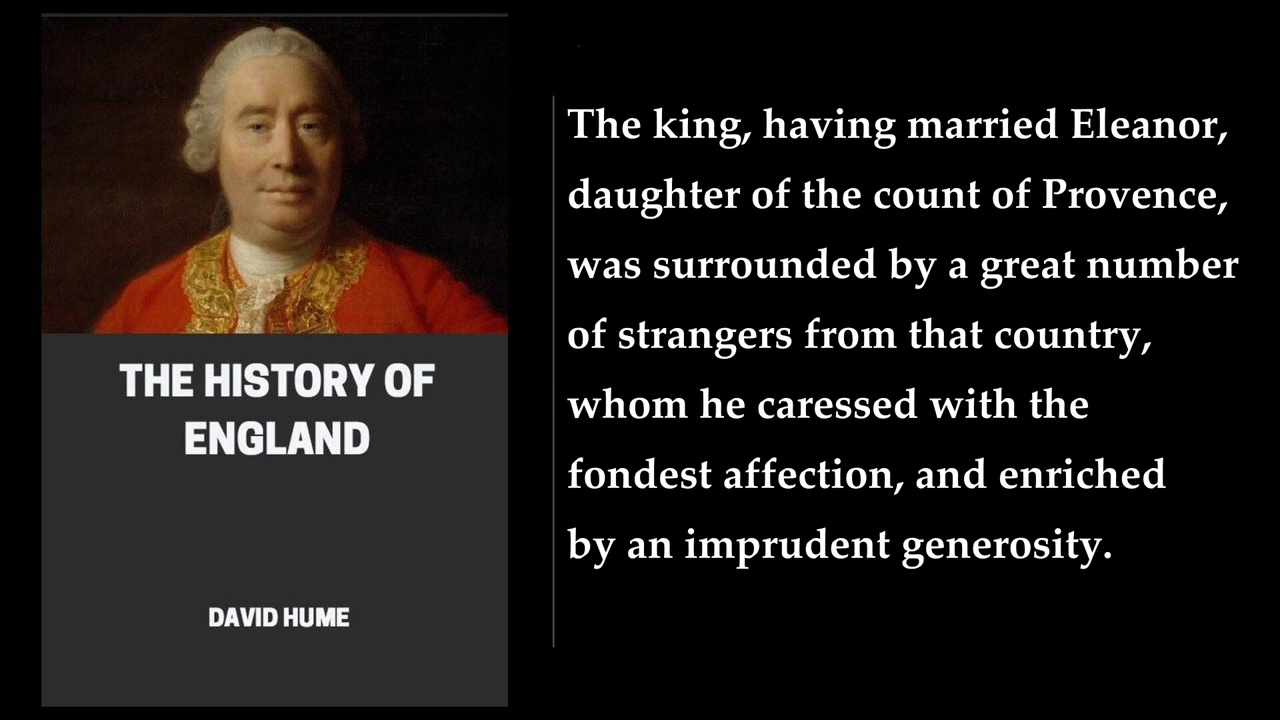 THE HISTORY OF
ENGLAND
DAVID HUME
The king, having married Eleanor,
daughter of the count of Provence,
was surrounded by a great number
of strangers from that country,
whom he caressed with the
fondest affection, and enriched
by an imprudent generosity.